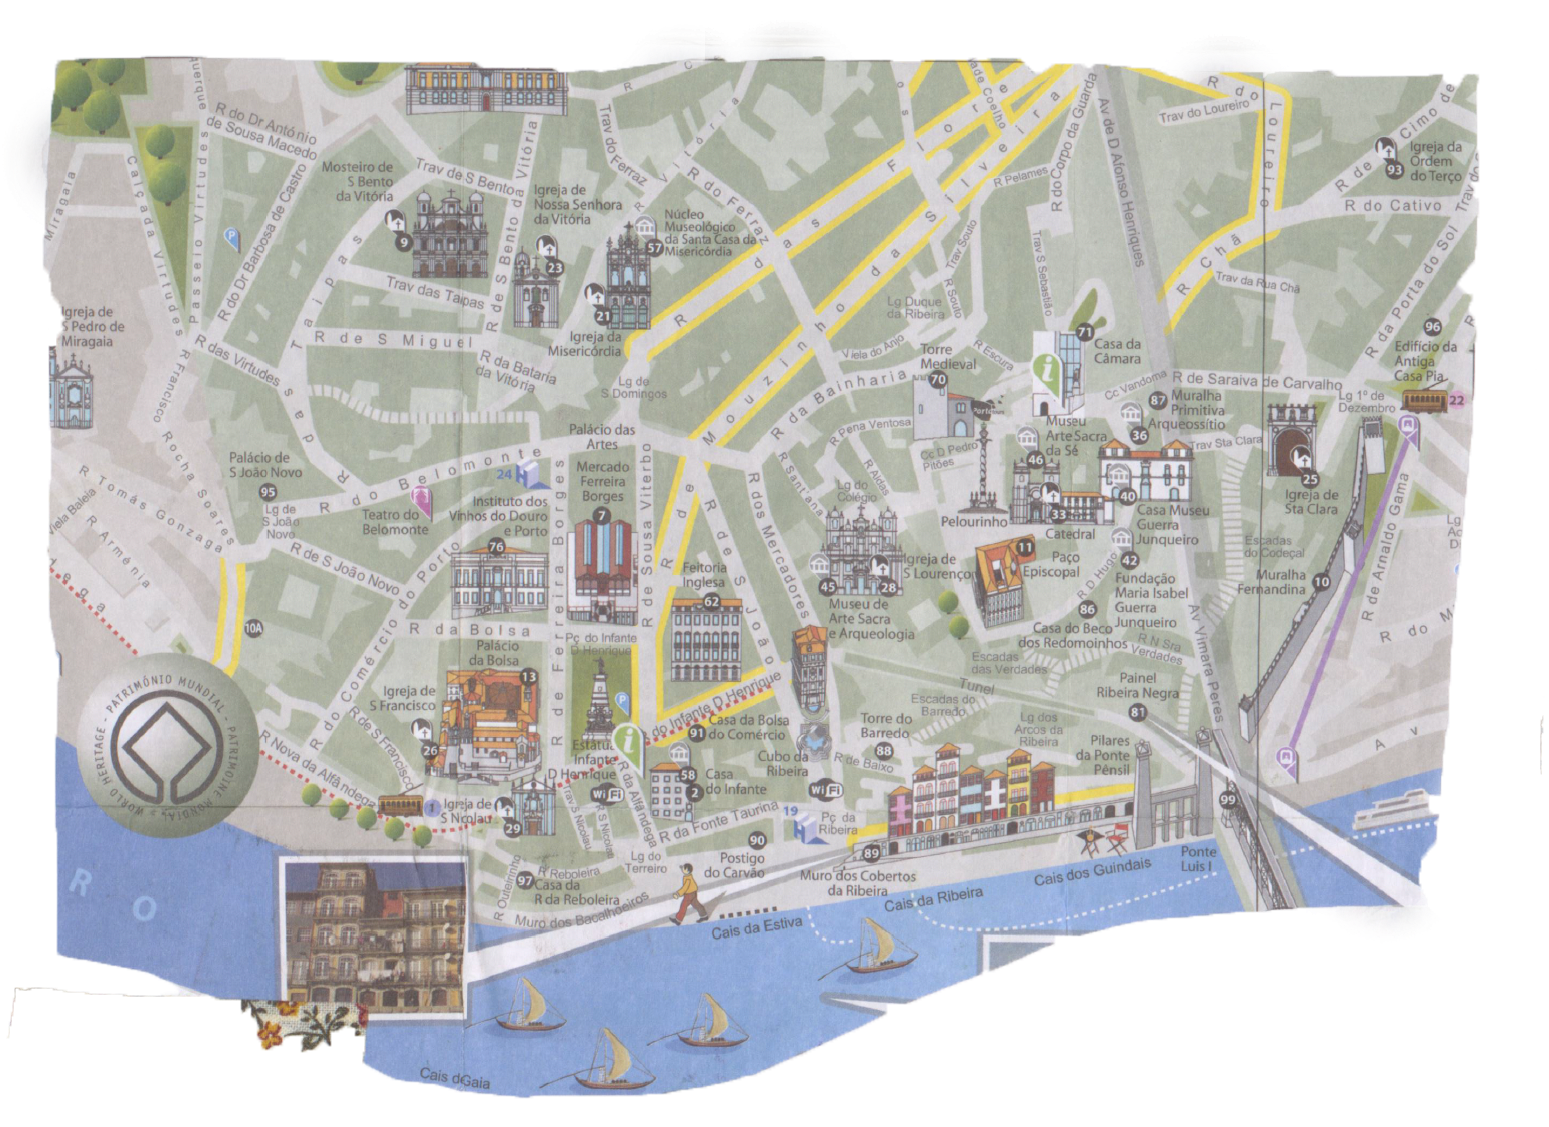 R do Dr António
de Sousa Macedo
Trav de S Bento
Mosteiro de
S Bento
da Vitória
9
Igreja de
Nossa Senhora
da Vitória
23
Trav do Ferraz
R do Ferraz
Vitória
Núcleo
Museológico
da Santa Casa da
Misericórdia
57
21
Igreja da
Misericórdia
R das Flores
R Mouzinho da Silveira
R Pelames
R do Corpo da Guarda
Av de D Afonso Henriques
Trav do Loureiro
R do Loureiro
R de Cimo de
Igreja da
Ordem
do Terço
93
R do Cativo
R Chã
Trav da Rua Chã
R da Porta do Sol
Miragaia
Calçada Virtudes
Passeio Virtudes
R do Dr Barbosa de Castro
P
R de S Bento da Vitória
Trav das Taipas
R de S Miguel
R da Bataria
da Vitória
R das Taipas
R das Virtudes
Igreja de
S Pedro de
Miragaia
R Francisco Rocha Soares
Lg de
S Domingos
Trav Souto
R Souto
Trav S Sebastião
Lg Duque
da Ribeira
Viela do Anjo
R da Bainharia
Torre
Medieval
70
R Escura
71
Casa da
Câmara
Cc Vandoma
R de Saraiva de Carvalho
87
Muralha
Primitiva
Arqueossítio
36
Trav Sta Clara
Lg 1º de
Dezembro
96
Edifício da
Antiga
Casa Pia
22
R Pena Ventosa
Cc D Pedro
Pitões
Museu
Arte Sacra
da Sé
46
Pelourinho
33
Catedral
40
Casa Museu
Guerra
Junqueiro
25
Igreja de
Sta Clara
Palácio de
S João Novo
95
Lg de
S João
Novo
R do Belomonte
Teatro do
Belomonte
24
Instituto dos
Vinhos do Douro
e Porto
76
Palácio das
Artes
Mercado
Ferreira
Borges
7
R de Ferreira Borges
R de Sousa Viterbo
R de
R de S João
R dos Mercadores
R Santana
R Aldas
Lg do
Colégio
Igreja de
S Lourenço
45
28
Museu de
Arte Sacra
e Arqueologia
11
Paço
Episcopal
R D Hugo
42
Fundação
Maria Isabel
Guerra
Junqueiro
86
Casa do Beco
dos Redomoinhos
R N Sra
Verdades
Escadas
do Codeçal
Muralha
Fernandina
10
R de Arnaldo Gama
Av Vimara Peres
R Tomás Gonzaga
Viela Baleia
R Arménia
R de S João Novo
10A
R do Comércio do Porto
R da Bolsa
Palácio
da Bolsa
13
Feitoria
Inglesa
62
Pç do Infante
D Henrique
P
Igreja de
S Francisco
26
R de S Francisco
R Nova da Alfândega
1
Igreja de
S Nicolau
29
Estátua
Infante
D Henrique
R do Infante D Henrique
91
Casa da Bolsa
do Comércio
58
2
Casa
do Infante
WiFi
Trav S Nicolau
R S Nicolau
R da Alfândega
R da Fonte Taurina
Cubo da
Ribeira
WiFi
19
Pç da
Ribeira
Torre do
Barredo
88
R de Baixo
Escadas
das Verdades
Tunel
Escadas do
Barredo
Lg dos
Arcos da
Ribeira
Painel
Ribeira Negra
81
Pilares
da Ponte
Pênsil
99
Ponte
Luis I
Cais dos Guindais
Cais da Ribeira
89
Muro dos Cobertos
da Ribeira
90
Postigo
do Carvão
Lg do
Terreiro
R Reboleira
97
Casa da
R da Reboleira
R Outeirinho
Muro dos Bacalhoeiros
Cais da Estiva
WORLD HERITAGE - PATRIMÓNIO MUNDIAL - PATRIMOINE MONDIAL
R O
Cais d Gaia